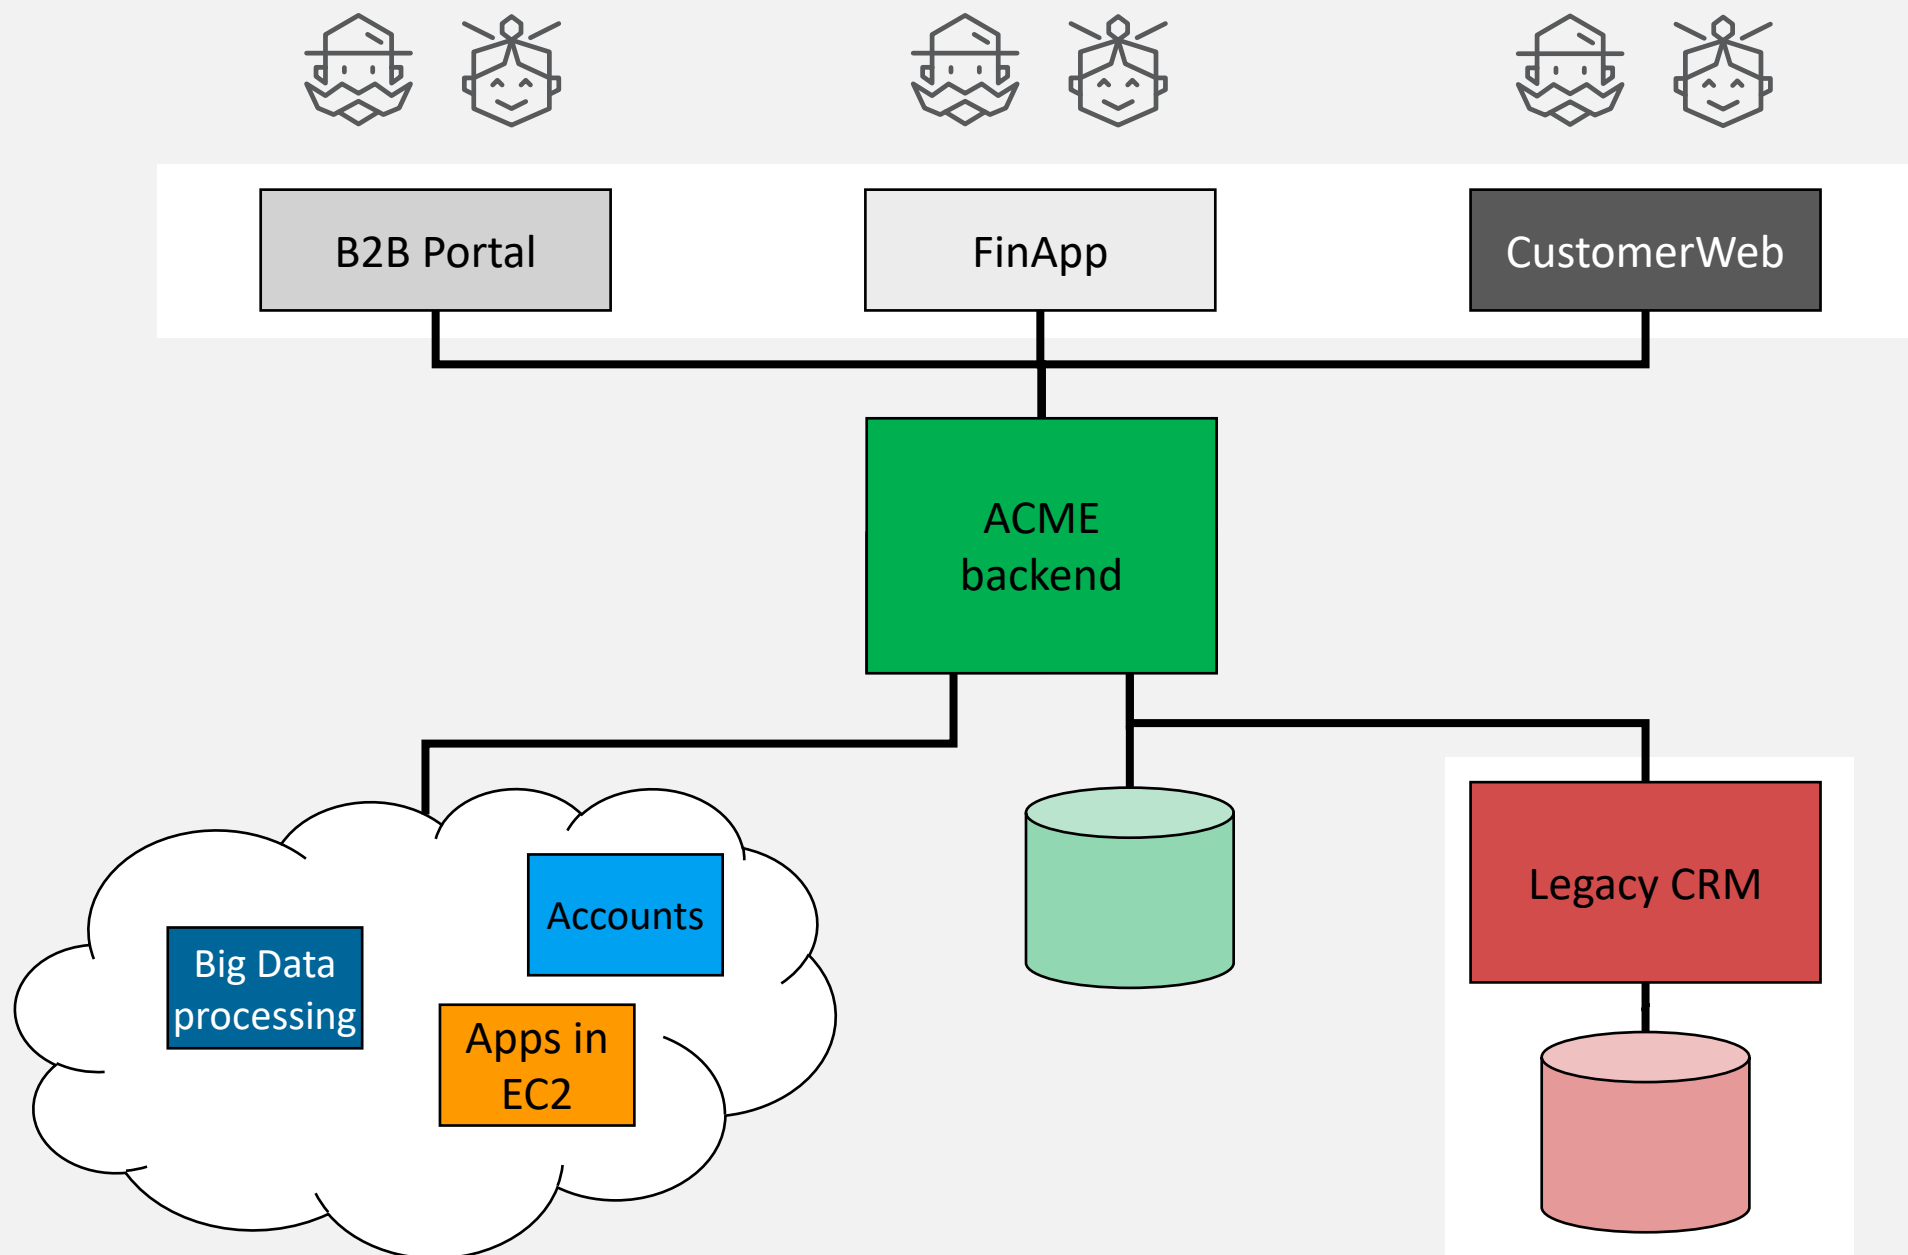 B2B Portal
FinApp
CustomerWeb
ACME
backend
Accounts
Big Data
processing
Apps in
EC2
Legacy CRM